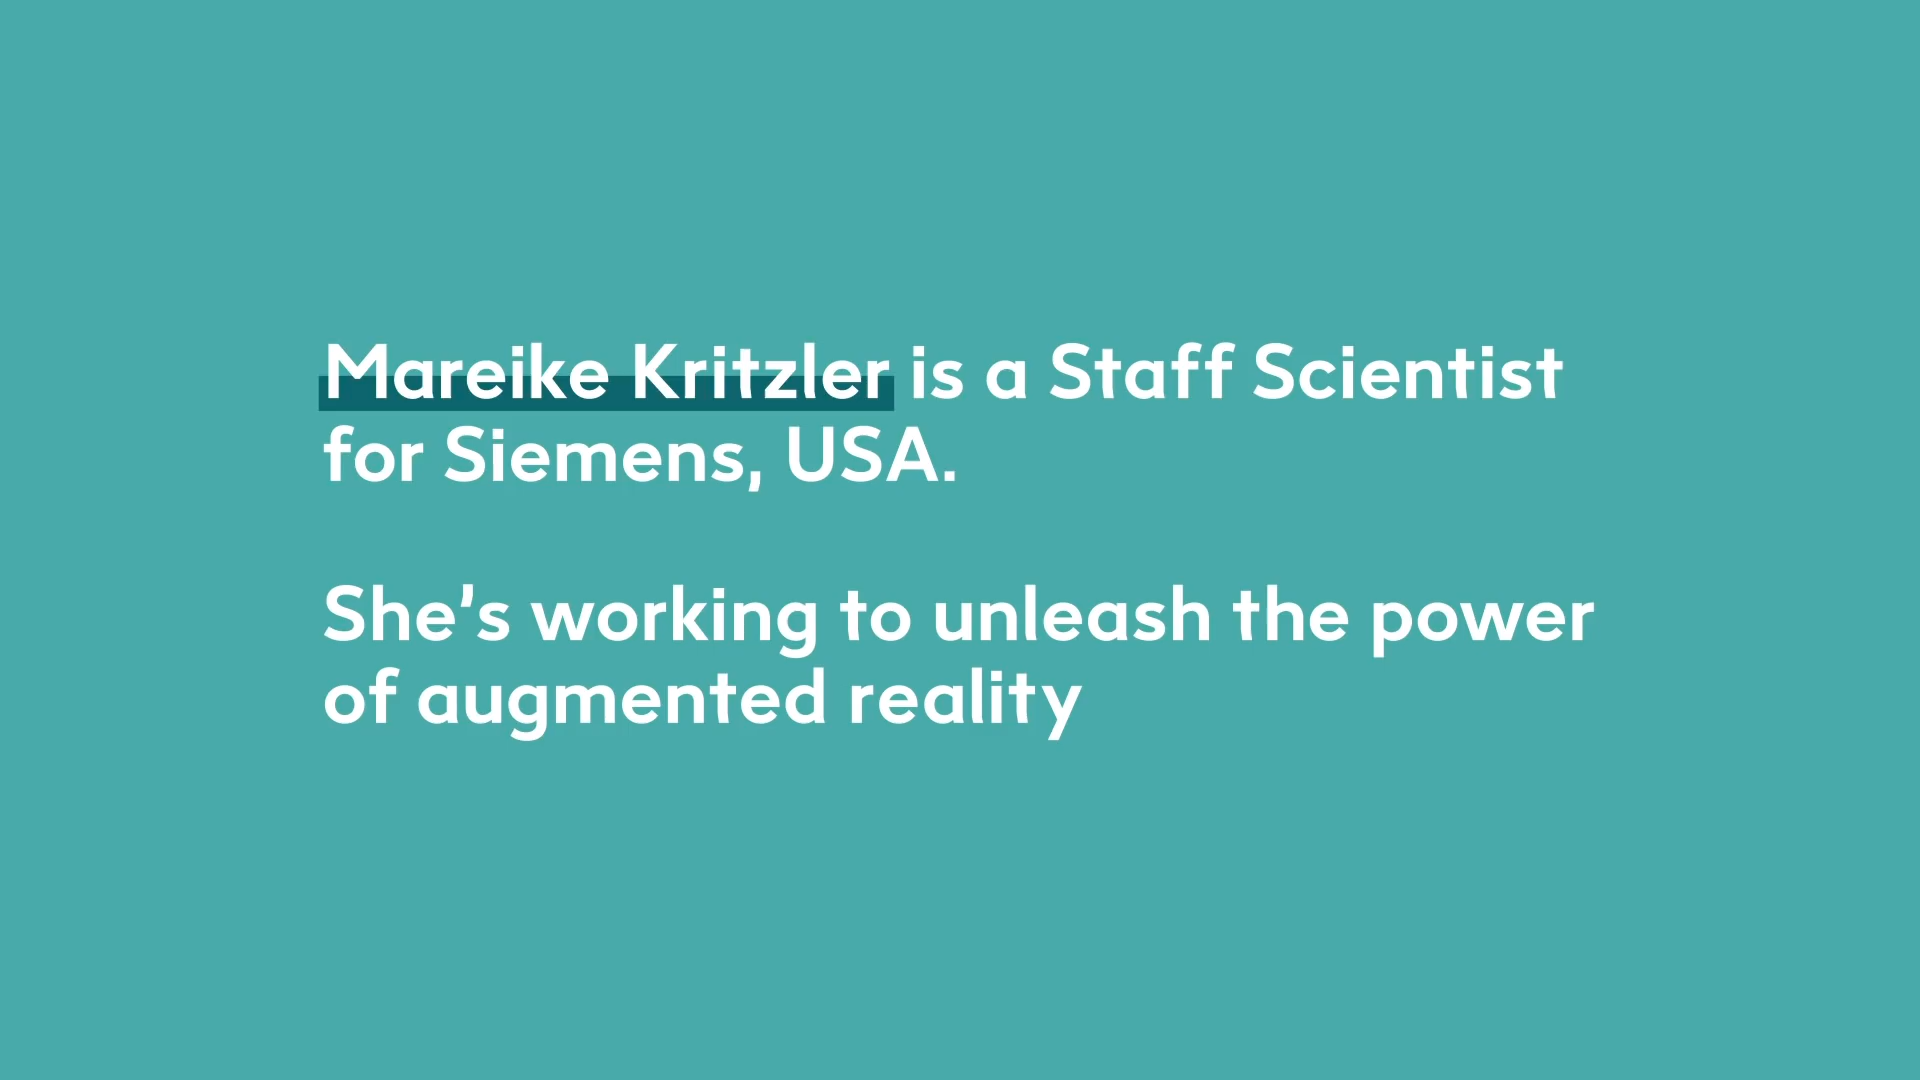 Mareike Kritzler is a Staff Scientist
for Siemens, USA.
She’s working to unleash the power
of augmented reality